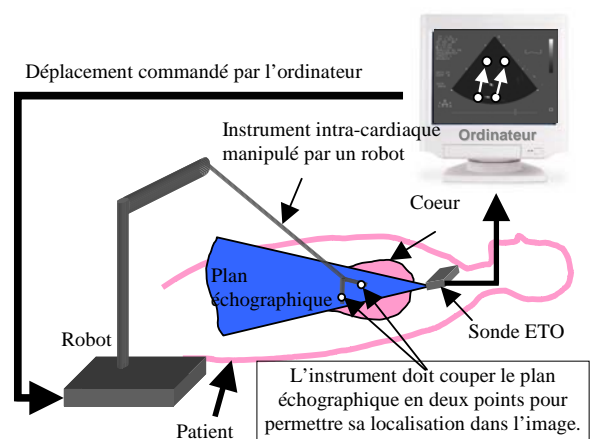 Déplacement commandé par l'ordinateur
Ordinateur
Instrument intra-cardiaque
manipulé par un robot
Coeur
Plan
échographique
Robot
Sonde ETO
L'instrument doit couper le plan
échographique en deux points pour
permettre sa localisation dans l'image.
Patient